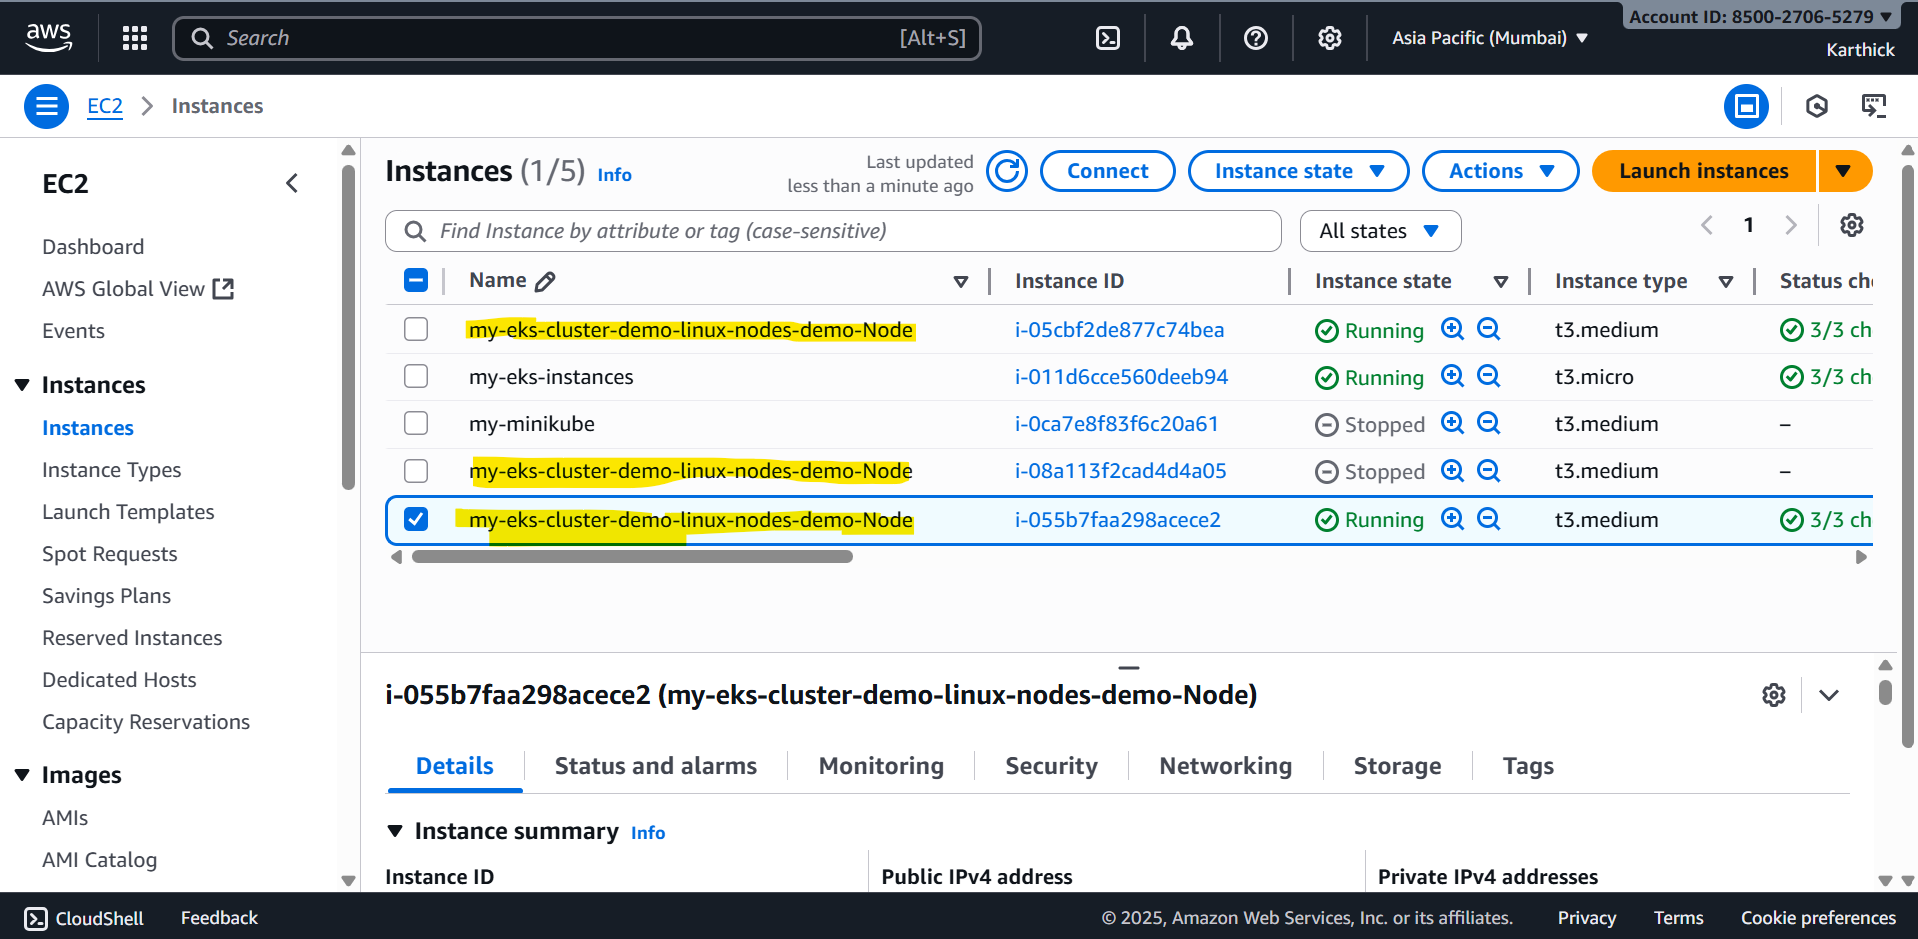 aws
Search [Alt+S]
Asia Pacific (Mumbai)
Account ID: 8500-2706-5279
Karthick
EC2 Instances
EC2
Dashboard
AWS Global View
Events
Instances
Instances
Instance Types
Launch Templates
Spot Requests
Savings Plans
Reserved Instances
Dedicated Hosts
Capacity Reservations
Images
AMIs
AMI Catalog
Instances (1/5) Info
Last updated
less than a minute ago
Connect
Instance state
Actions
Launch instances
Find Instance by attribute or tag (case-sensitive)
All states
1
Name Instance ID Instance state Instance type Status che
my-eks-cluster-demo-linux-nodes-demo-Node i-05cbf2de877c74bea Running t3.medium 3/3 ch
my-eks-instances i-011d6cce560deeb94 Running t3.micro 3/3 ch
my-minikube i-0ca7e8f83f6c20a61 Stopped t3.medium –
my-eks-cluster-demo-linux-nodes-demo-Node i-08a113f2cad4d4a05 Stopped t3.medium –
my-eks-cluster-demo-linux-nodes-demo-Node i-055b7faa298acece2 Running t3.medium 3/3 ch
i-055b7faa298acece2 (my-eks-cluster-demo-linux-nodes-demo-Node)
Details Status and alarms Monitoring Security Networking Storage Tags
Instance summary Info
Instance ID Public IPv4 address Private IPv4 addresses
CloudShell Feedback © 2025, Amazon Web Services, Inc. or its affiliates. Privacy Terms Cookie preferences